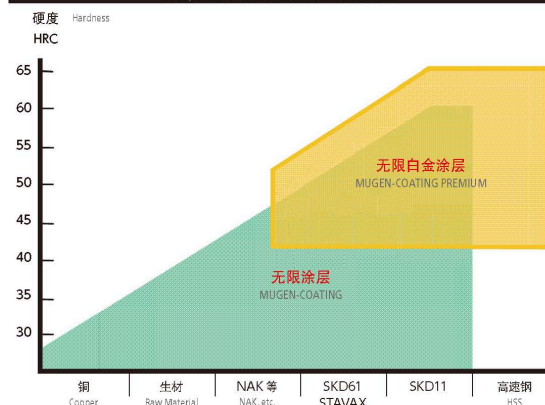 硬度 Hardness
HRC
65
60
55
50
45
40
35
30
无限白金涂层
MUGEN-COATING PREMIUM
无限涂层
MUGEN-COATING
铜 生材 NAK 等 SKD61 SKD11 高速钢
Copper Raw Material NAK, etc. STAVAX HSS